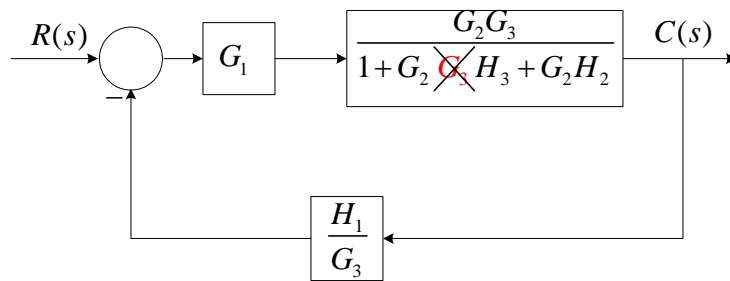 R(s)
G₁
G₂G₃
1 + G₂ G₃ H₃ + G₂H₂
C(s)
−
H₁
G₃